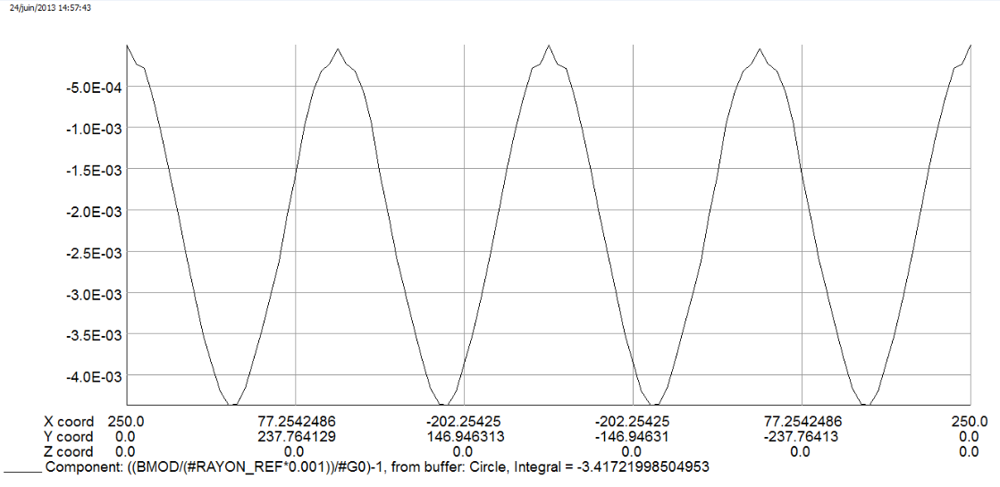 24/juin/2013 14:57:43
-5.0E-04
-1.0E-03
-1.5E-03
-2.0E-03
-2.5E-03
-3.0E-03
-3.5E-03
-4.0E-03
X coord 250.0 77.2542486 -202.25425 -202.25425 77.2542486 250.0
Y coord 0.0 237.764129 146.946313 -146.94631 -237.76413 0.0
Z coord 0.0 0.0 0.0 0.0 0.0 0.0
Component: ((BMOD/(#RAYON_REF*0.001))/#G0)-1, from buffer: Circle, Integral = -3.41721998504953